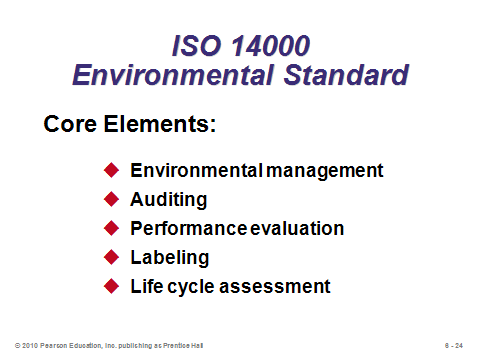 ISO 14000
Environmental Standard
Core Elements:
Environmental management
Auditing
Performance evaluation
Labeling
Life cycle assessment
© 2010 Pearson Education, Inc. publishing as Prentice Hall
6 - 24